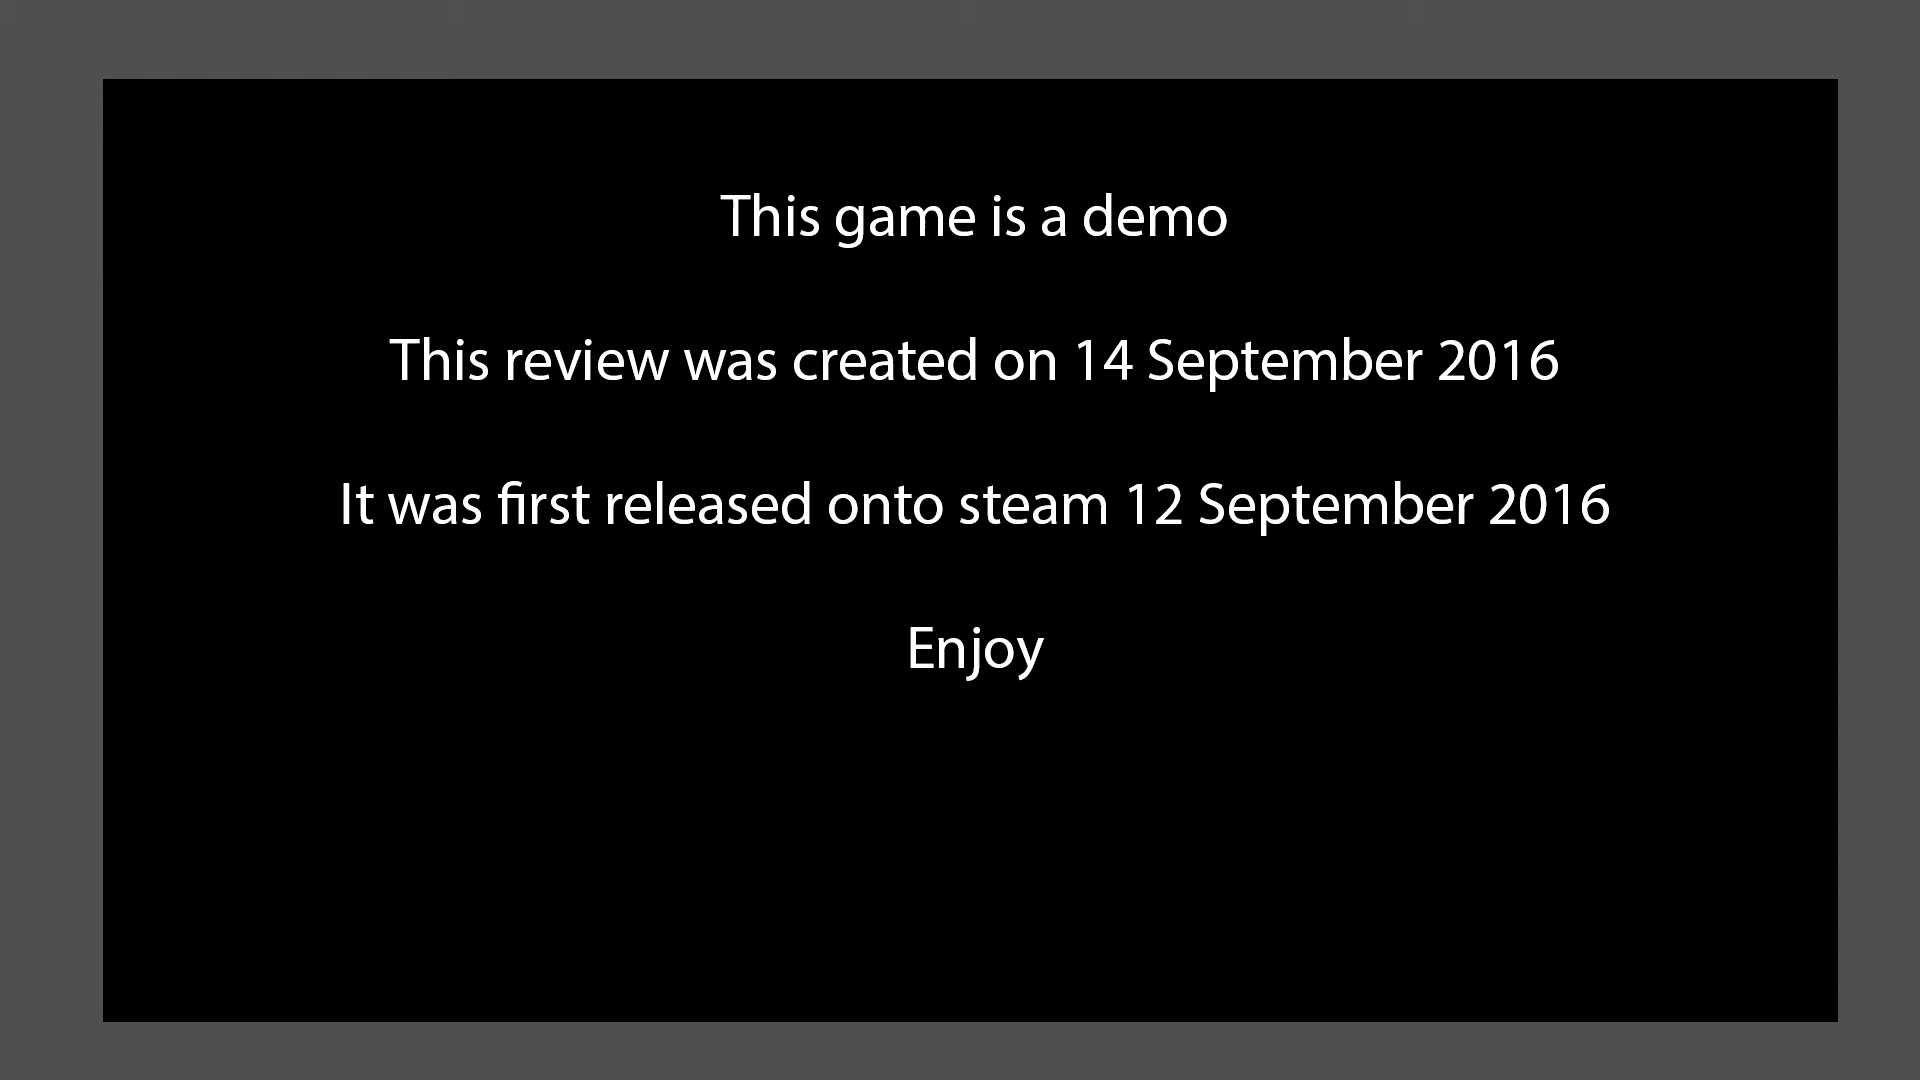 This game is a demo
This review was created on 14 September 2016
It was first released onto steam 12 September 2016
Enjoy